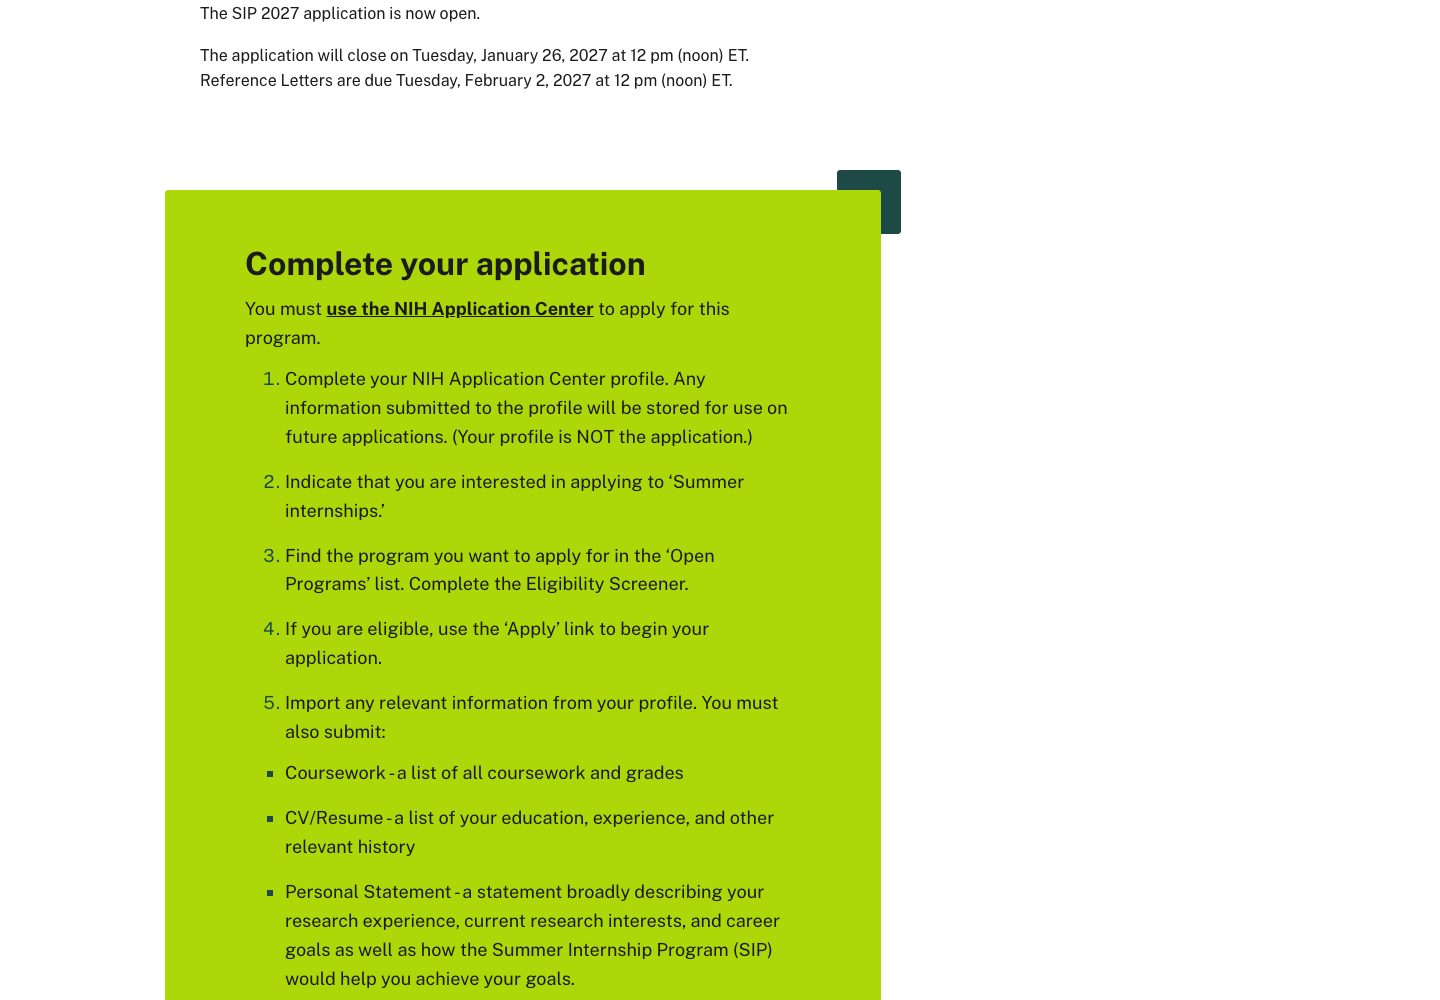 The SIP 2027 application is now open.
The application will close on Tuesday, January 26, 2027 at 12 pm (noon) ET.
Reference Letters are due Tuesday, February 2, 2027 at 12 pm (noon) ET.
Complete your application
You must use the NIH Application Center to apply for this
program.
1. Complete your NIH Application Center profile. Any
information submitted to the profile will be stored for use on
future applications. (Your profile is NOT the application.)
2. Indicate that you are interested in applying to ‘Summer
internships.’
3. Find the program you want to apply for in the ‘Open
Programs’ list. Complete the Eligibility Screener.
4. If you are eligible, use the ‘Apply’ link to begin your
application.
5. Import any relevant information from your profile. You must
also submit:
▪ Coursework - a list of all coursework and grades
▪ CV/Resume - a list of your education, experience, and other
relevant history
▪ Personal Statement - a statement broadly describing your
research experience, current research interests, and career
goals as well as how the Summer Internship Program (SIP)
would help you achieve your goals.